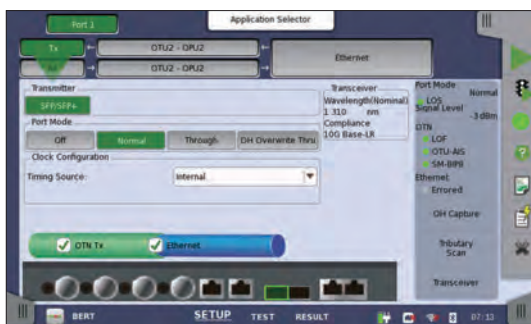 Port 1
Application Selector
Tx
OTU2 - OPU2
Ethernet
OTU2 - OPU2
Transmitter
SFP/SFP+
Port Mode
Off
Normal
Through
OH Overwrite Thru
Clock Configuration
Timing Source:
Internal
Transceiver
Wavelength(Nominal)
1 310 nm
Compliance
10G Base-LR
Port Mode
Normal
LOS
Signal Level
-3 dBm
OTN
LOF
OTU-AIS
SM-BIP8
Ethernet
Errored
OH Capture
Tributary
Scan
Transceiver
OTN Tx
Ethernet
BERT
SETUP
TEST
RESULT
07:13